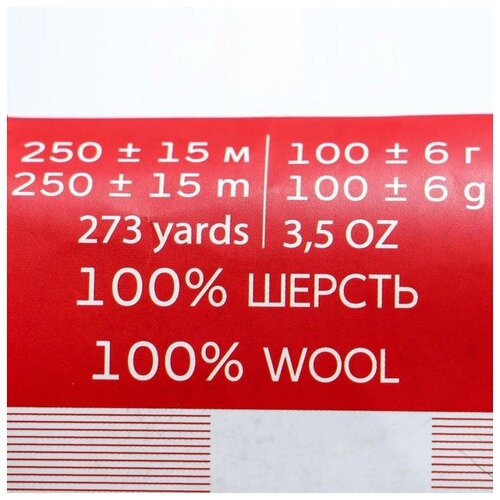 250 ± 15 м | 100 ± 6 г
250 ± 15 m | 100 ± 6 g
273 yards | 3,5 OZ
100% ШЕРСТЬ
100% WOOL